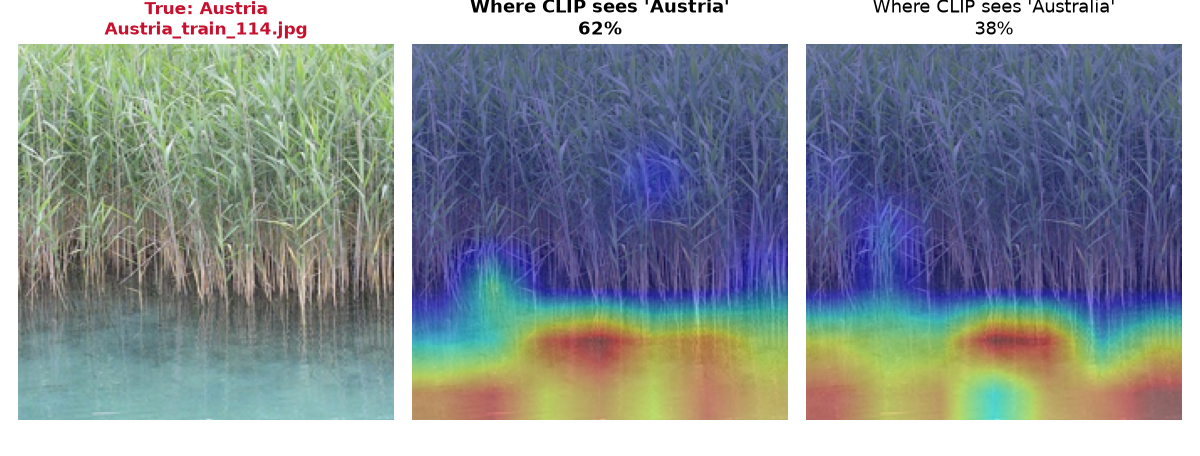 True: Austria
Austria_train_114.jpg
Where CLIP sees 'Austria'
62%
Where CLIP sees 'Australia'
38%